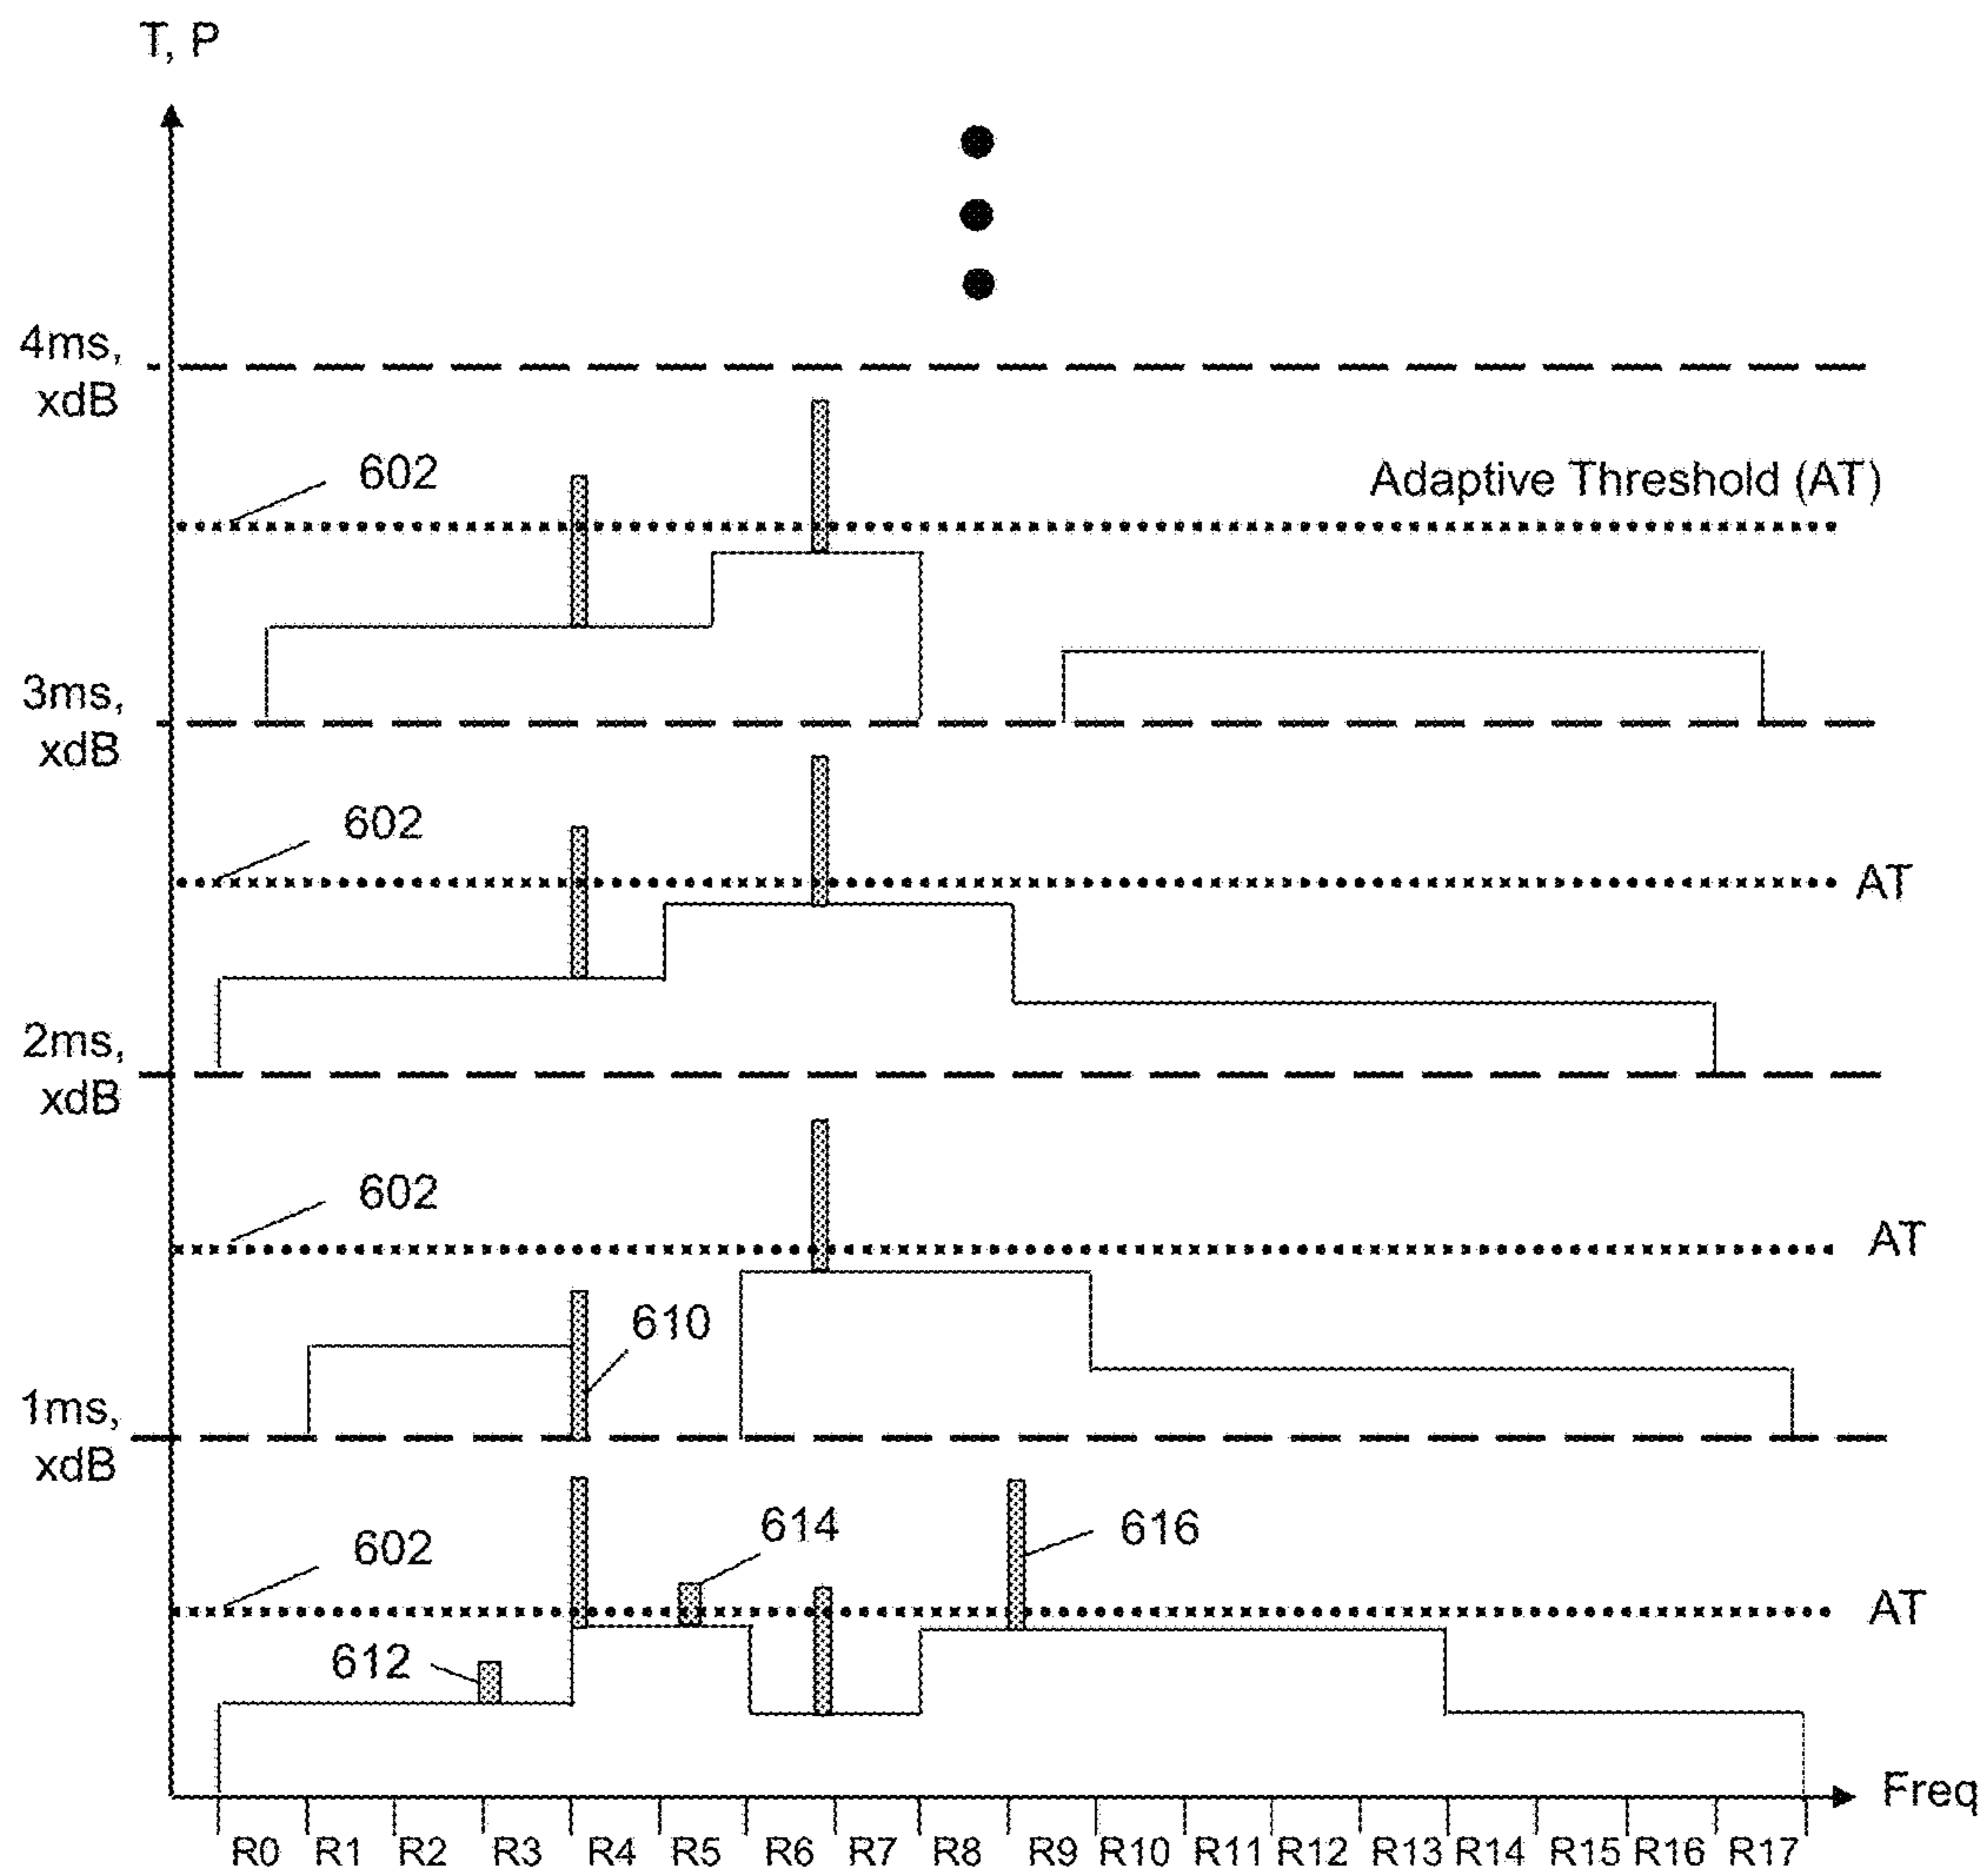 T, P
4ms,
xdB
602
Adaptive Threshold (AT)
3ms,
xdB
602
AT
2ms,
xdB
602
AT
610
1ms,
xdB
602
614
616
AT
612
Freq
R0 R1 R2 R3 R4 R5 R6 R7 R8 R9 R10 R11 R12 R13 R14 R15 R16 R17